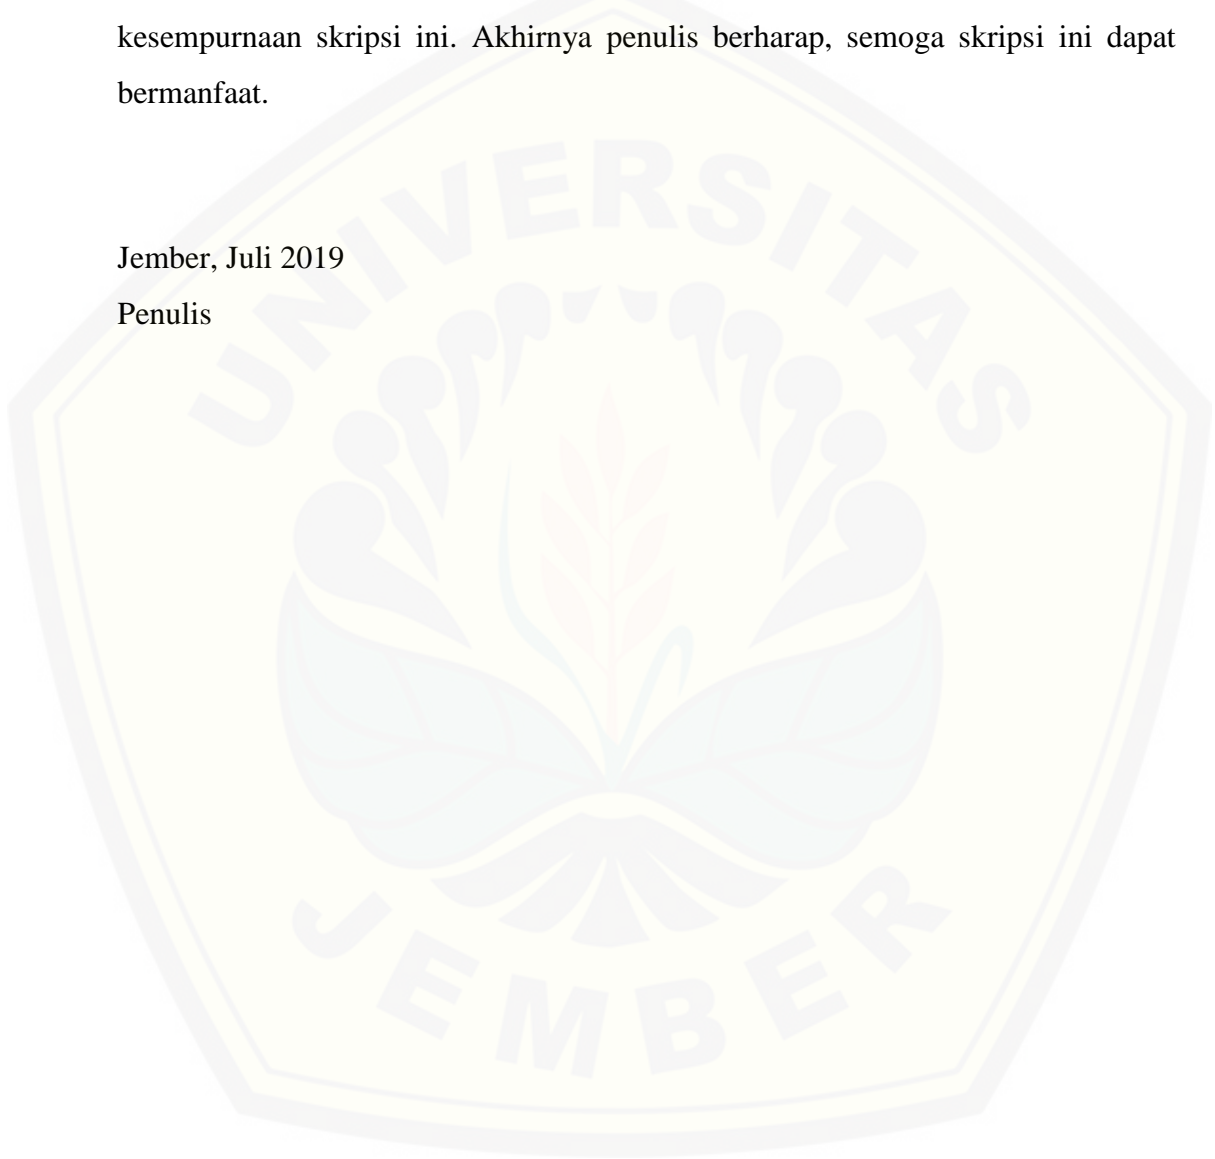 kesempurnaan skripsi ini. Akhirnya penulis berharap, semoga skripsi ini dapat
bermanfaat.
Jember, Juli 2019
Penulis
UNIVERSITAS
JEMBER